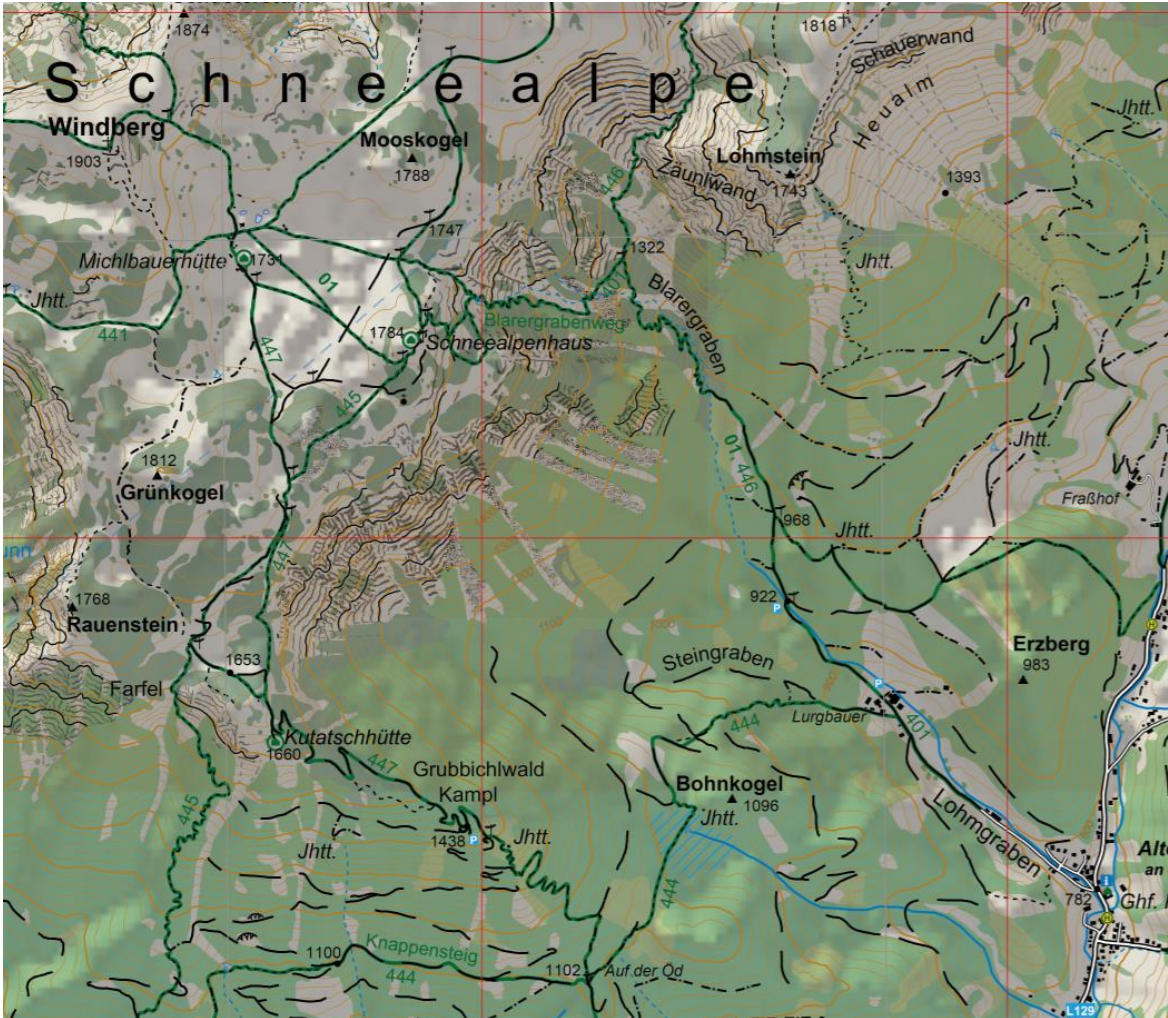 1874
1818
Schauerwand
Schneealpe
Heualm
Jhtt.
Windberg
Mooskogel
Lohmstein
1903
1788
Zäunlwand
1743
1393
446
1747
1322
Michlbauerhütte
1731
Jhtt.
Jhtt.
01
401
Blarergraben
Blarergrabenweg
441
1784
Schneealpenhaus
447
445
01 446
Jhtt.
1812
Grünkogel
Fraßhof
968
Jhtt.
447
1768
922
P
Rauenstein
H
Erzberg
983
1653
Steingraben
Farfel
P
Lurgbauer
401
444
Kutatschhütte
1660
447
Grubbichlwald
Kampl
Bohnkogel
1096
Jhtt.
445
Lohmgraben
1438
P
Jhtt.
Jhtt.
Alte
an
i
782
Ghf.
H
444
Knappensteig
1100
444
1102
Auf der Öd
L129